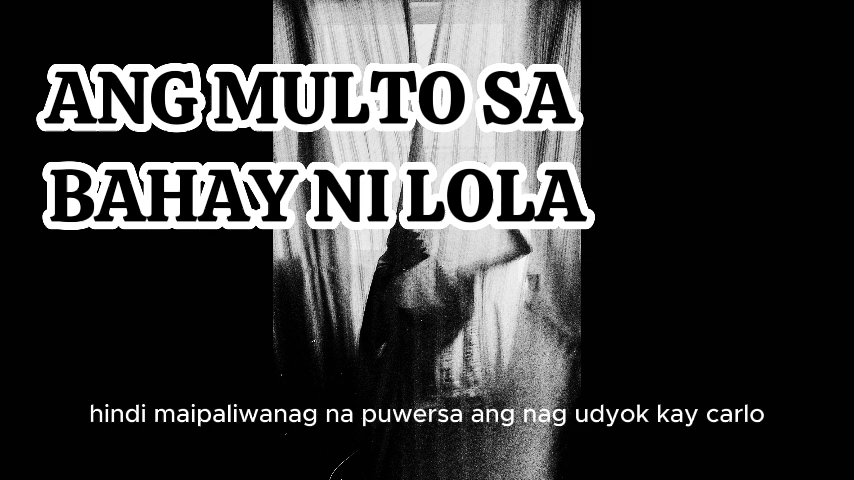 ANG MULTO SA
BAHAY NI LOLA
hindi maipaliwanag na puwersa ang nag udyok kay carlo